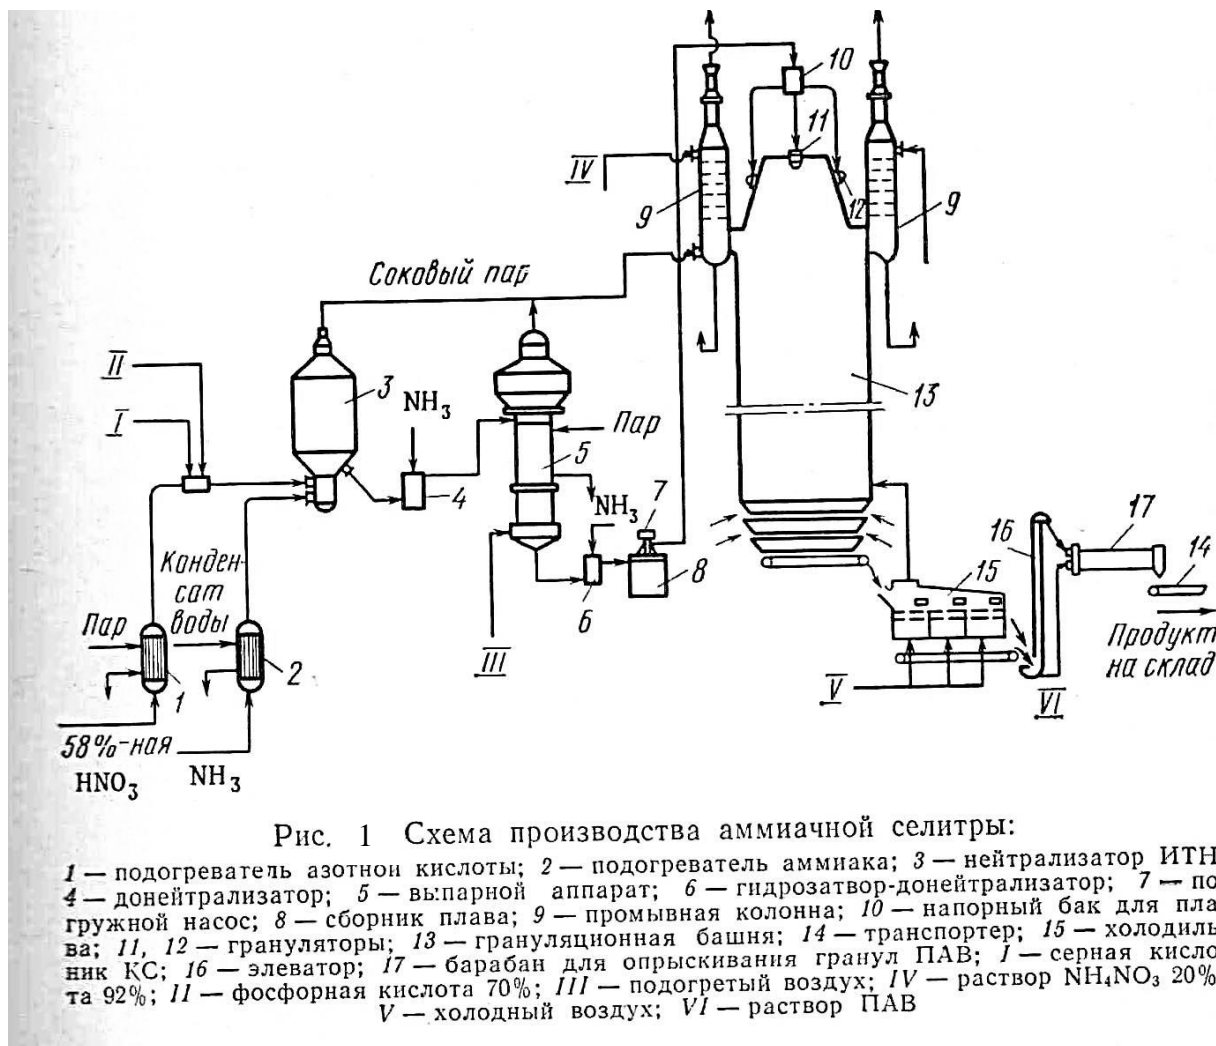 10
11
IV
12
9
9
Соковый пар
II
3
NH3
13
I
Пар
5
4
7
17
NH3
16
14
Конден-
сат
воды
8
15
6
Пар
Продукт
на склад
2
III
1
V
VI
58%-ная
HNO3
NH3
Рис. 1 Схема производства аммиачной селитры:
1 — подогреватель азотнои кислоты; 2 — подогреватель аммиака; 3 — нейтрализатор ИТН
4 — донейтрализатор; 5 — выпарной аппарат; 6 — гидрозатвор-донейтрализатор; 7 — по
гружной насос; 8 — сборник плава; 9 — промывная колонна; 10 — напорный бак для пла
ва; 11, 12 — грануляторы; 13 — грануляционная башня; 14 — транспортер; 15 — холодиль
ник КС; 16 — элеватор; 17 — барабан для опрыскивания гранул ПАВ; I — серная кисло
та 92%; II — фосфорная кислота 70%; III — подогретый воздух; IV — раствор NH4NO3 20%
V — холодный воздух; VI — раствор ПАВ